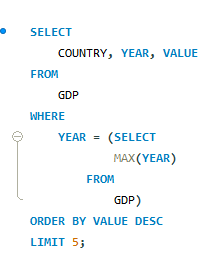 SELECT
COUNTRY, YEAR, VALUE
FROM
GDP
WHERE
YEAR = (SELECT
MAX(YEAR)
FROM
GDP)
ORDER BY VALUE DESC
LIMIT 5;